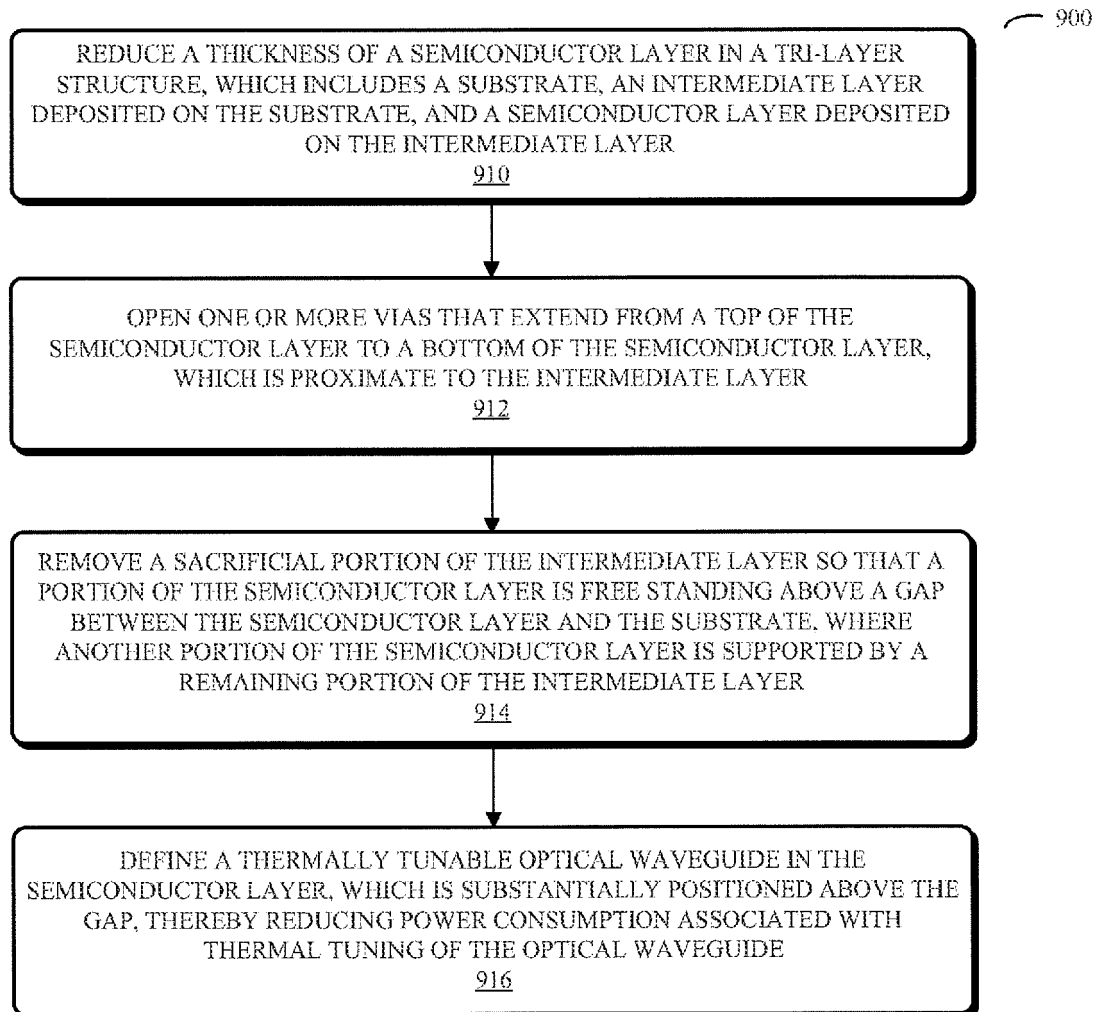 900
REDUCE A THICKNESS OF A SEMICONDUCTOR LAYER IN A TRI-LAYER
STRUCTURE, WHICH INCLUDES A SUBSTRATE, AN INTERMEDIATE LAYER
DEPOSITED ON THE SUBSTRATE, AND A SEMICONDUCTOR LAYER DEPOSITED
ON THE INTERMEDIATE LAYER
910
OPEN ONE OR MORE VIAS THAT EXTEND FROM A TOP OF THE
SEMICONDUCTOR LAYER TO A BOTTOM OF THE SEMICONDUCTOR LAYER,
WHICH IS PROXIMATE TO THE INTERMEDIATE LAYER
912
REMOVE A SACRIFICIAL PORTION OF THE INTERMEDIATE LAYER SO THAT A
PORTION OF THE SEMICONDUCTOR LAYER IS FREE STANDING ABOVE A GAP
BETWEEN THE SEMICONDUCTOR LAYER AND THE SUBSTRATE, WHERE
ANOTHER PORTION OF THE SEMICONDUCTOR LAYER IS SUPPORTED BY A
REMAINING PORTION OF THE INTERMEDIATE LAYER
914
DEFINE A THERMALLY TUNABLE OPTICAL WAVEGUIDE IN THE
SEMICONDUCTOR LAYER, WHICH IS SUBSTANTIALLY POSITIONED ABOVE THE
GAP, THEREBY REDUCING POWER CONSUMPTION ASSOCIATED WITH
THERMAL TUNING OF THE OPTICAL WAVEGUIDE
916